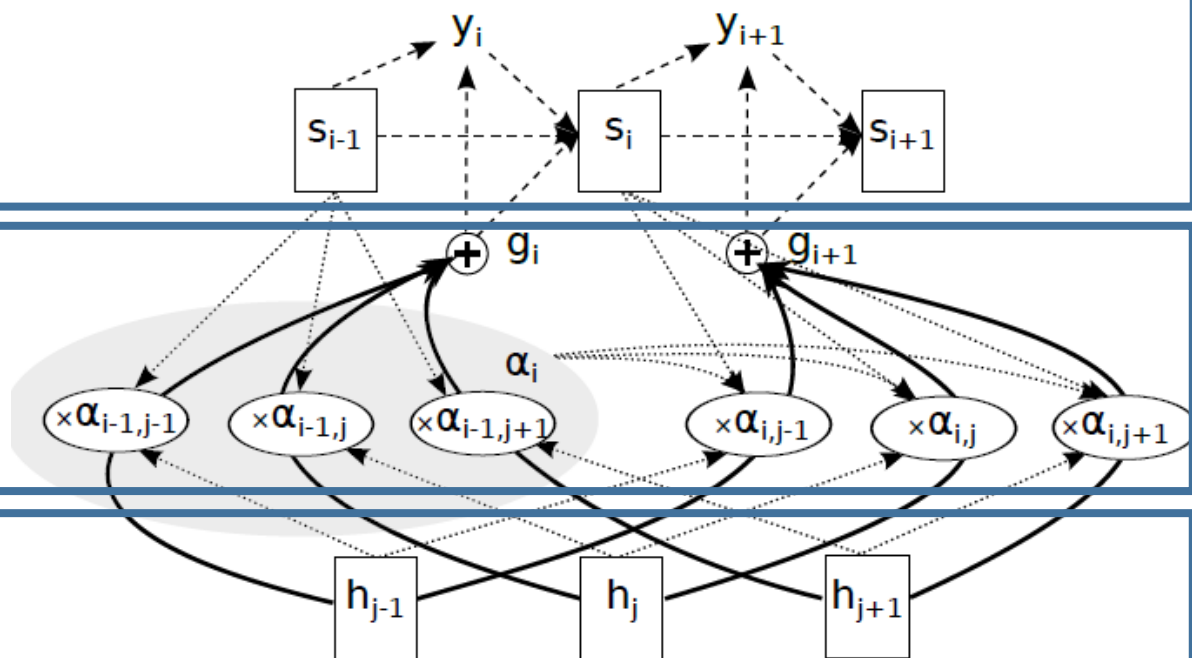 yᵢ yᵢ₊₁
sᵢ₋₁ sᵢ sᵢ₊₁
+ gᵢ + gᵢ₊₁
αᵢ
×αᵢ₋₁,ⱼ₋₁ ×αᵢ₋₁,ⱼ ×αᵢ₋₁,ⱼ₊₁ ×αᵢ,ⱼ₋₁ ×αᵢ,ⱼ ×αᵢ,ⱼ₊₁
hⱼ₋₁ hⱼ hⱼ₊₁